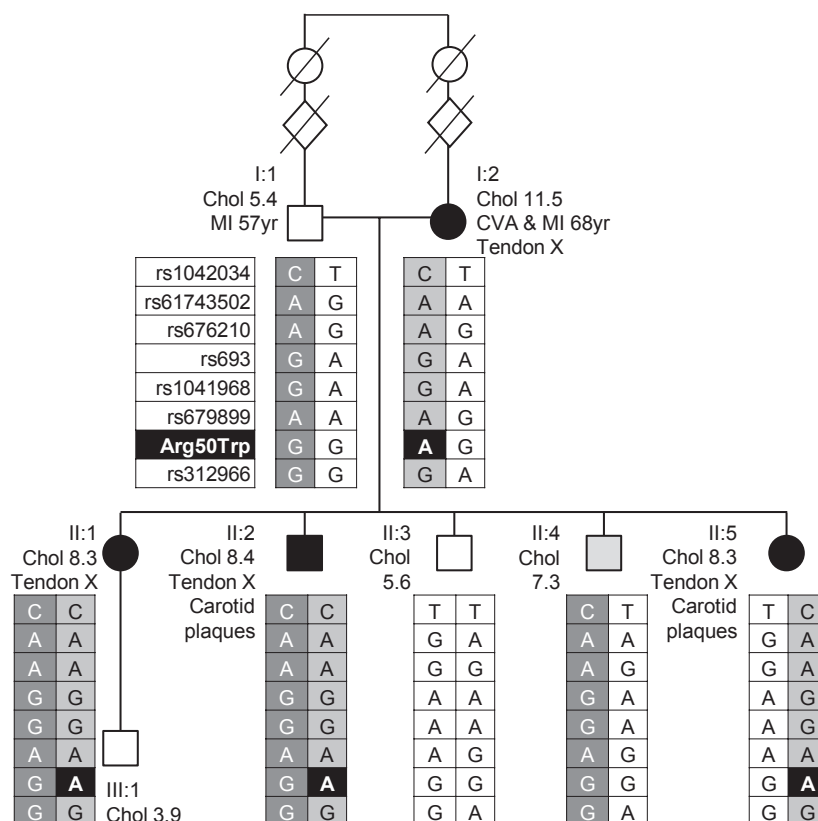 I:1
Chol 5.4
MI 57yr
I:2
Chol 11.5
CVA & MI 68yr
Tendon X
rs1042034 C T C T
rs61743502 A G A A
rs676210 A G A G
rs693 G A G A
rs1041968 G A G A
rs679899 A A A G
Arg50Trp G G A G
rs312966 G G G A
II:1
Chol 8.3
Tendon X
II:2
Chol 8.4
Tendon X
Carotid
plaques
II:3
Chol
5.6
II:4
Chol
7.3
II:5
Chol 8.3
Tendon X
Carotid
plaques
C C
A A
A A
G G
G G
A A
G A
G G
III:1
Chol 3.9
C C
A A
A A
G G
G G
A A
G A
G G
T T
G A
G G
A A
A A
A G
G G
G A
C T
A A
A G
G A
G A
A G
G G
G A
T C
G A
G A
A G
A G
A A
G A
G G